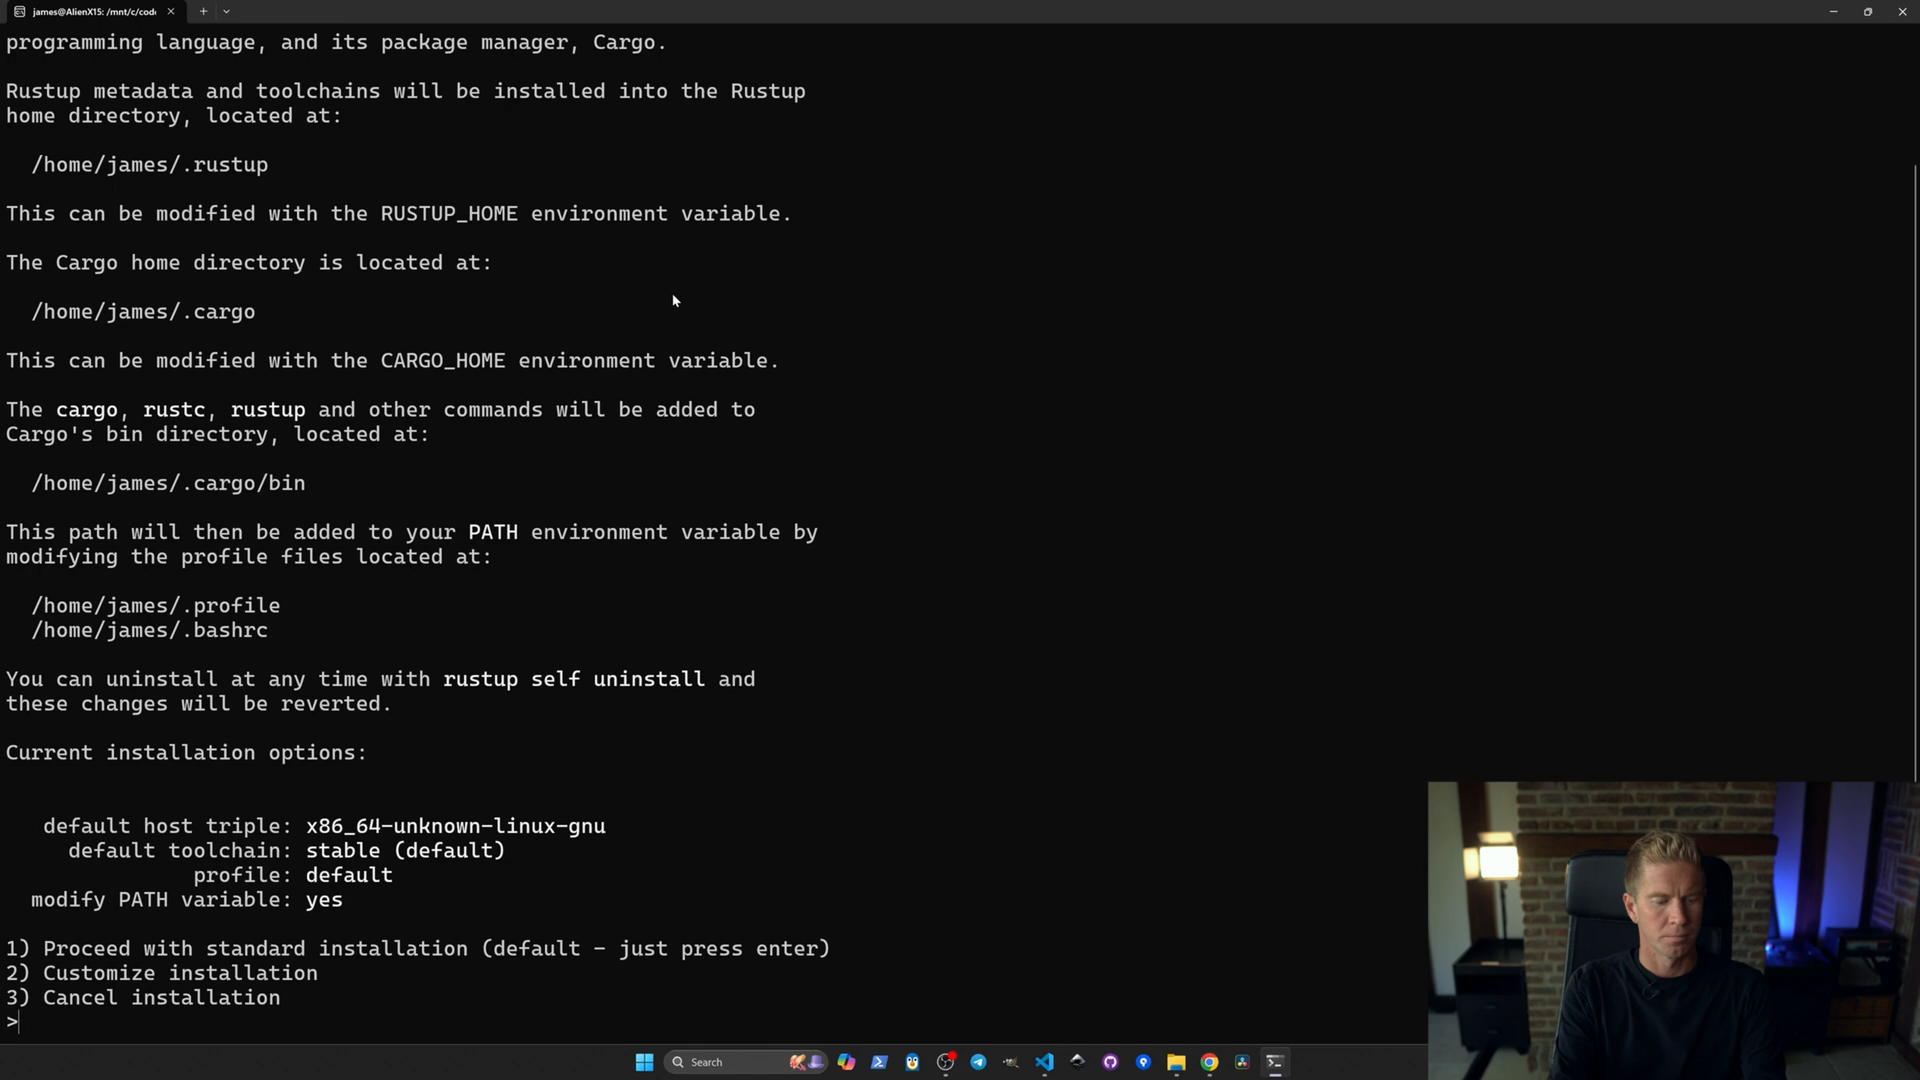 james@AlienX15: /mnt/c/code
programming language, and its package manager, Cargo.
Rustup metadata and toolchains will be installed into the Rustup
home directory, located at:
/home/james/.rustup
This can be modified with the RUSTUP_HOME environment variable.
The Cargo home directory is located at:
/home/james/.cargo
This can be modified with the CARGO_HOME environment variable.
The cargo, rustc, rustup and other commands will be added to
Cargo's bin directory, located at:
/home/james/.cargo/bin
This path will then be added to your PATH environment variable by
modifying the profile files located at:
/home/james/.profile
/home/james/.bashrc
You can uninstall at any time with rustup self uninstall and
these changes will be reverted.
Current installation options:
default host triple: x86_64-unknown-linux-gnu
default toolchain: stable (default)
profile: default
modify PATH variable: yes
1) Proceed with standard installation (default - just press enter)
2) Customize installation
3) Cancel installation
>
Search